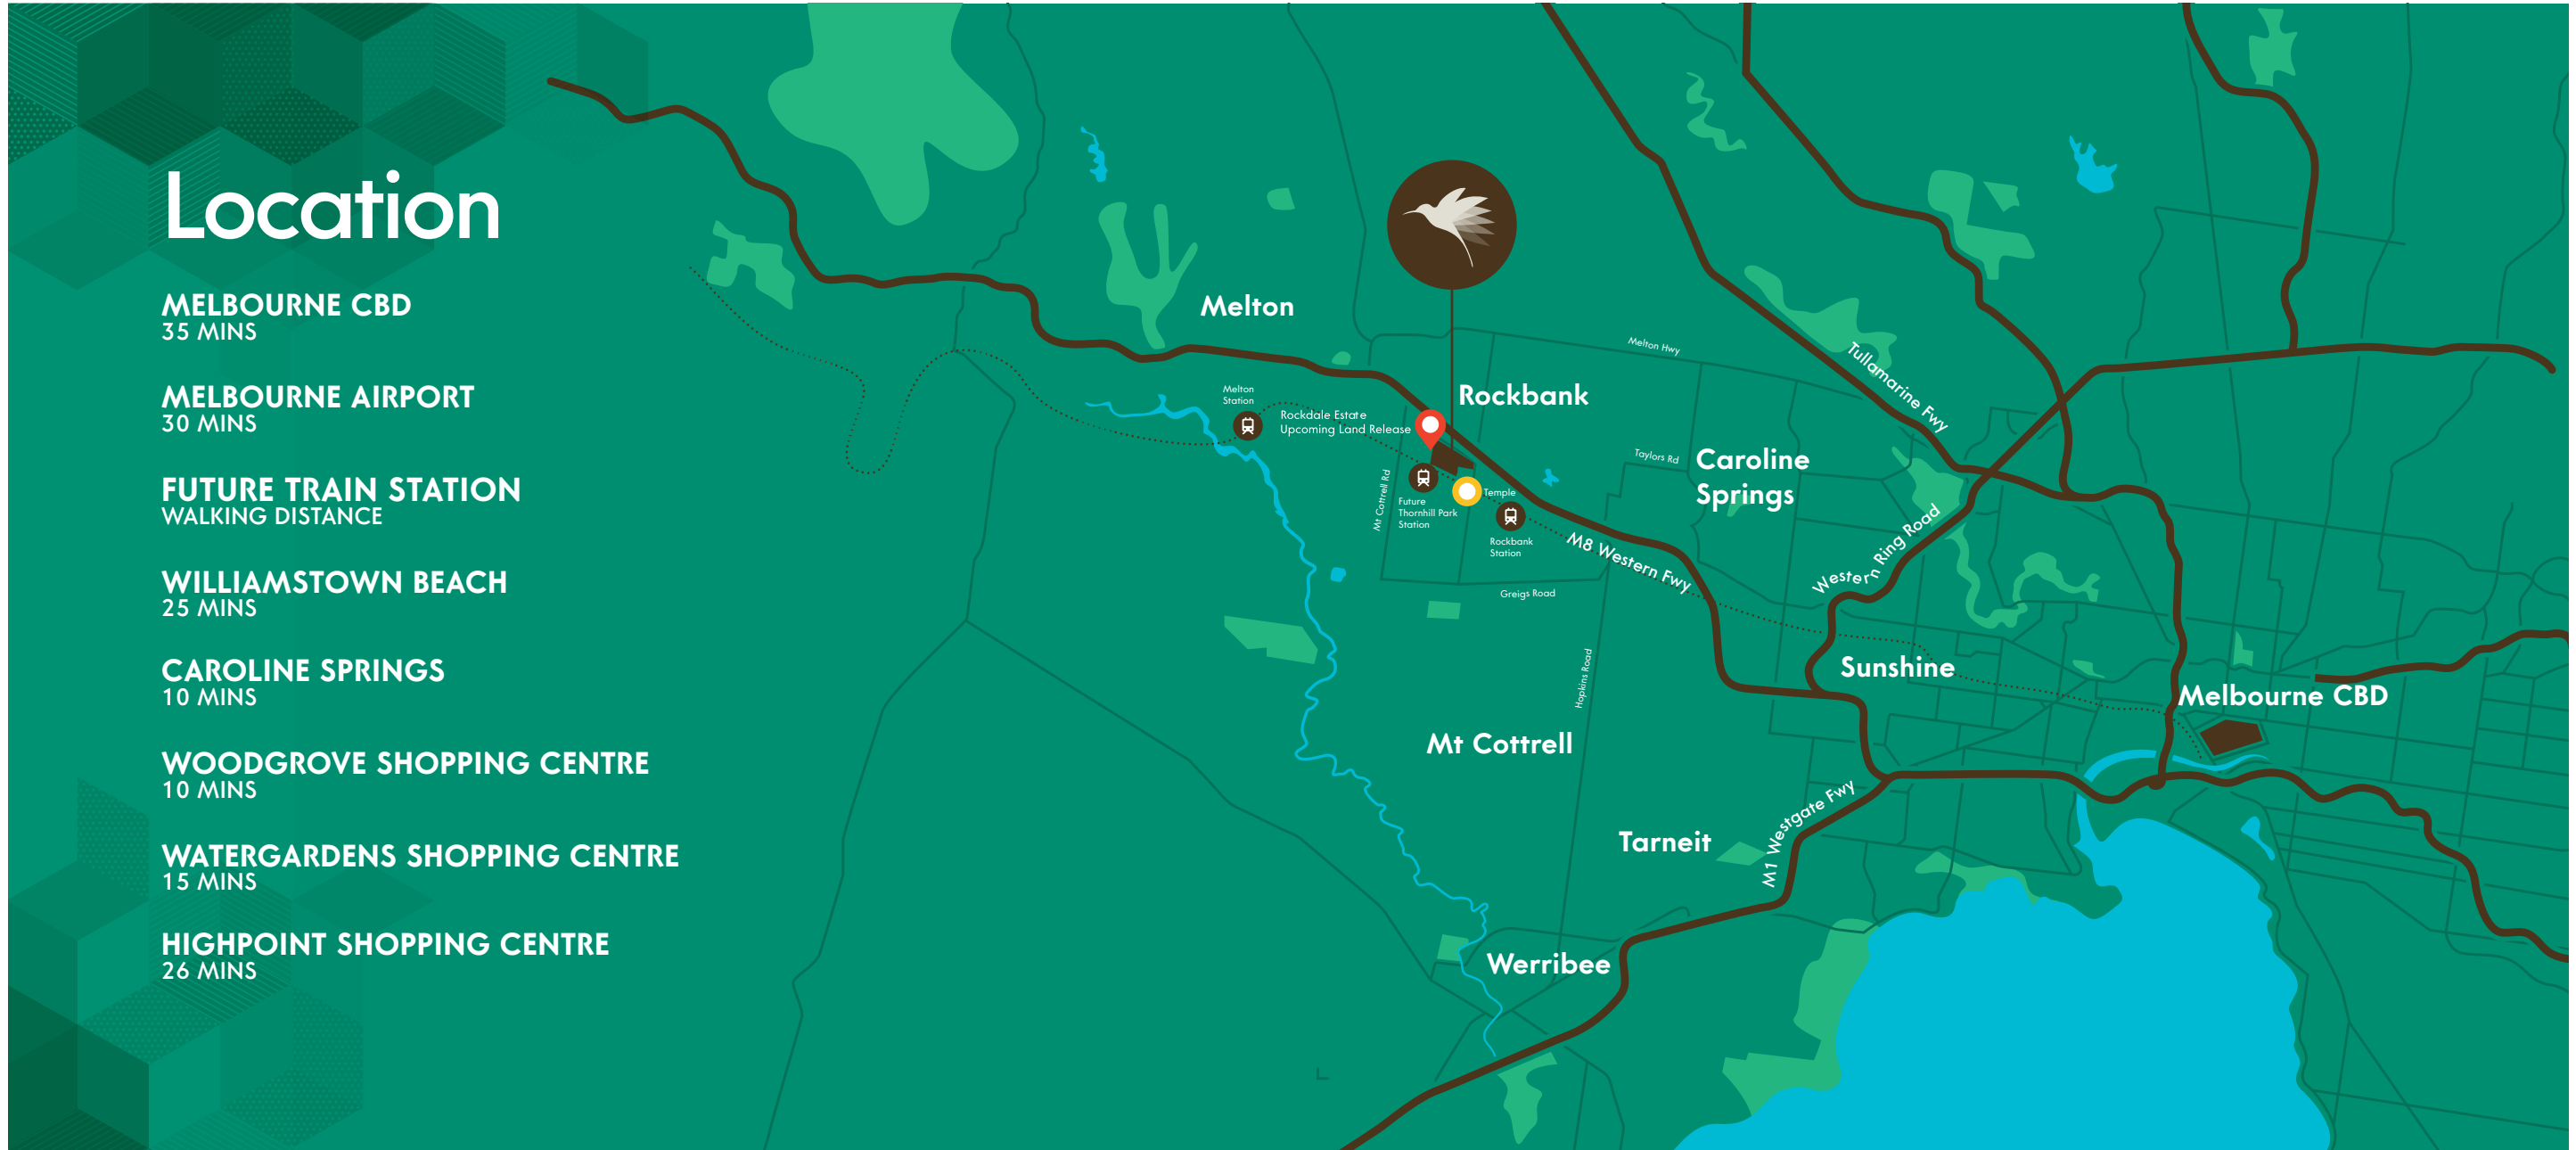 Location
MELBOURNE CBD
35 MINS
MELBOURNE AIRPORT
30 MINS
FUTURE TRAIN STATION
WALKING DISTANCE
WILLIAMSTOWN BEACH
25 MINS
CAROLINE SPRINGS
10 MINS
WOODGROVE SHOPPING CENTRE
10 MINS
WATERGARDENS SHOPPING CENTRE
15 MINS
HIGHPOINT SHOPPING CENTRE
26 MINS
Melton
Melton Hwy
Tullamarine Fwy
Rockbank
Melton
Station
Rockdale Estate
Upcoming Land Release
Taylors Rd
Caroline
Springs
Mt Cottrell Rd
Temple
Future
Thornhill Park
Station
Rockbank
Station
M8 Western Fwy
Western Ring Road
Greigs Road
Hopkins Road
Sunshine
Melbourne CBD
Mt Cottrell
Tarneit
M1 Westgate Fwy
Werribee